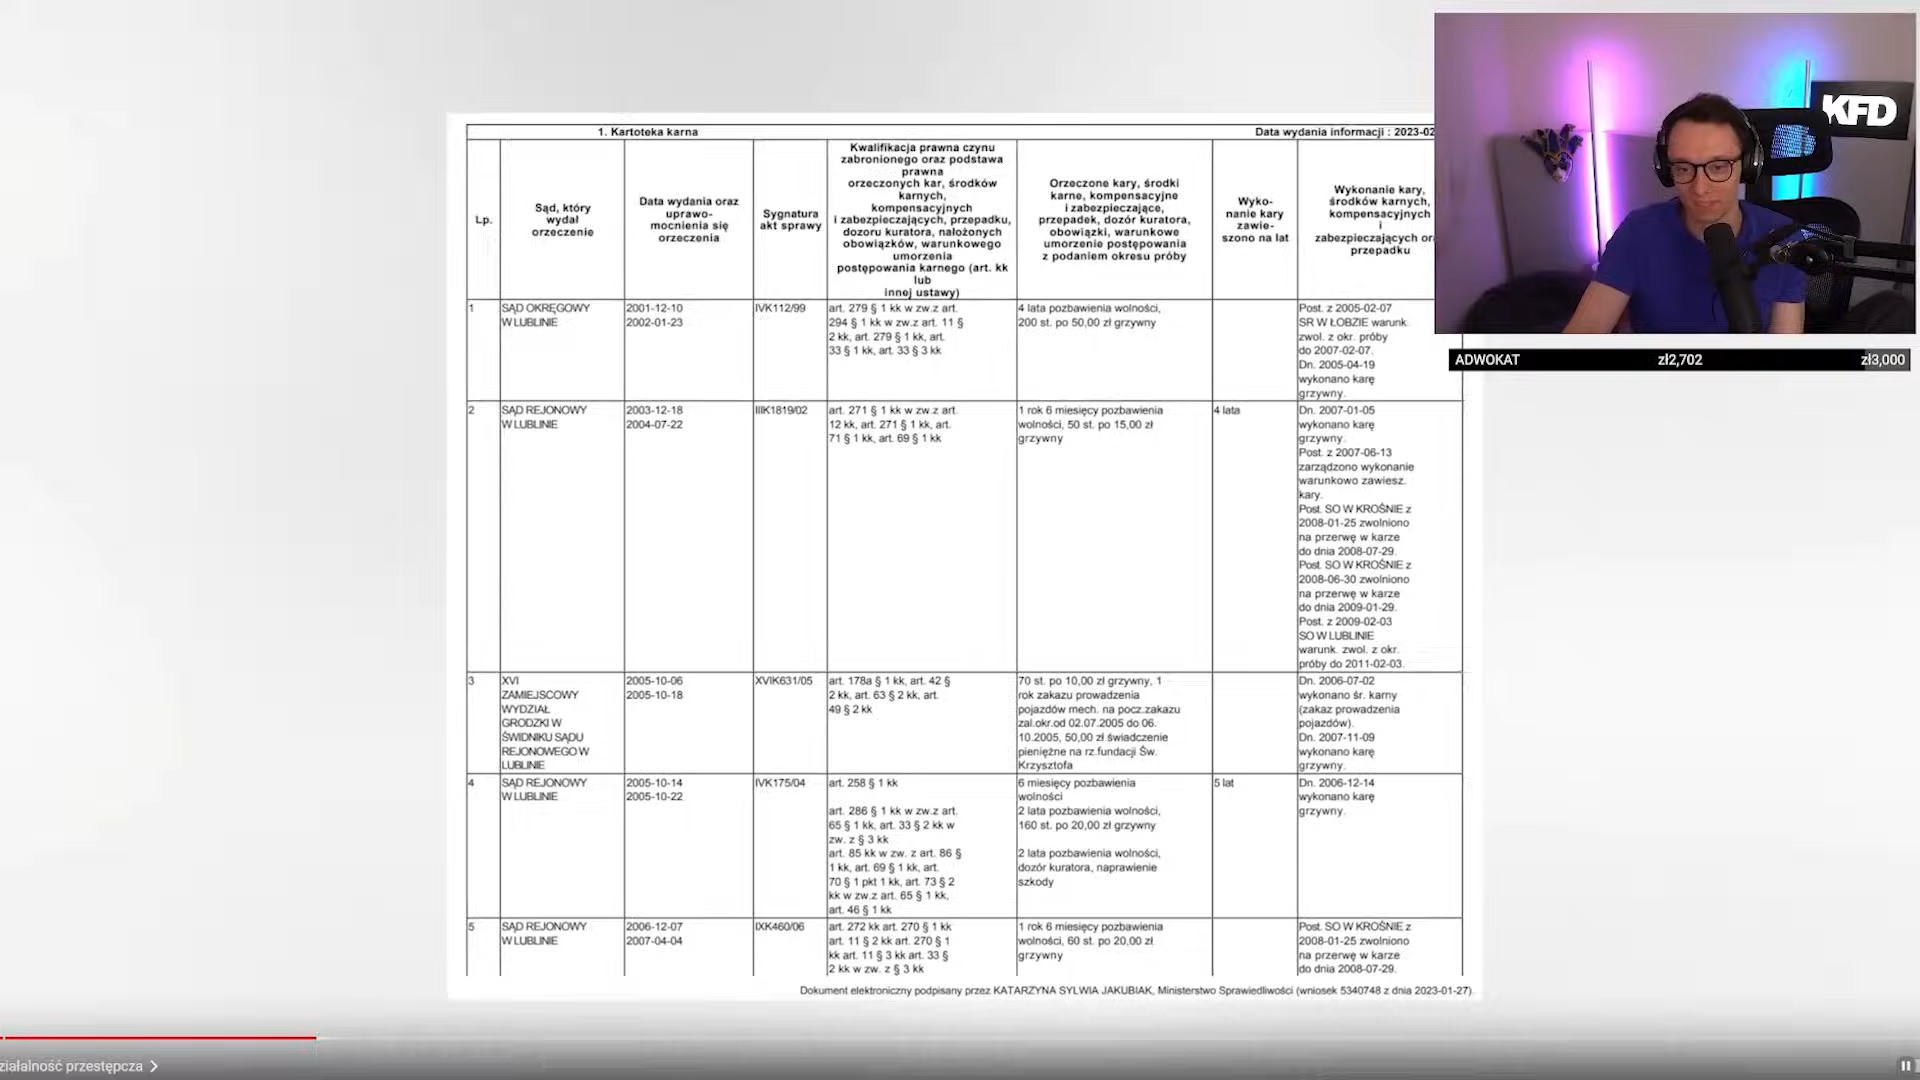 1. Kartoteka karna
Data wydania informacji : 2023-02
Lp.
Sąd, który
wydał
orzeczenie
Data wydania oraz
uprawo-
mocnienia się
orzeczenia
Sygnatura
akt sprawy
Kwalifikacja prawna czynu
zabronionego oraz podstawa
prawna
orzeczonych kar, środków
karnych,
kompensacyjnych
i zabezpieczających, przepadku,
dozoru kuratora, nałożonych
obowiązków, warunkowego
umorzenia
postępowania karnego (art. kk
lub
innej ustawy)
Orzeczone kary, środki
karne, kompensacyjne
i zabezpieczające,
przepadek, dozór kuratora,
obowiązki, warunkowe
umorzenie postępowania
z podaniem okresu próby
Wyko-
nanie kary
zawie-
szono na lat
Wykonanie kary,
środków karnych,
kompensacyjnych
i
zabezpieczających ora
przepadku
1
SĄD OKRĘGOWY
W LUBLINIE
2001-12-10
2002-01-23
IVK112/99
art. 279 § 1 kk w zw.z art.
294 § 1 kk w zw.z art. 11 §
2 kk, art. 279 § 1 kk, art.
33 § 1 kk, art. 33 § 3 kk
4 lata pozbawienia wolności,
200 st. po 50,00 zł grzywny
Post. z 2005-02-07
SR W ŁOBZIE warunk.
zwol. z okr. próby
do 2007-02-07.
Dn. 2005-04-19
wykonano karę
grzywny.
2
SĄD REJONOWY
W LUBLINIE
2003-12-18
2004-07-22
IIIK1819/02
art. 271 § 1 kk w zw.z art.
12 kk, art. 271 § 1 kk, art.
71 § 1 kk, art. 69 § 1 kk
1 rok 6 miesięcy pozbawienia
wolności, 50 st. po 15,00 zł
grzywny
4 lata
Dn. 2007-01-05
wykonano karę
grzywny.
Post. z 2007-06-13
zarządzono wykonanie
warunkowo zawiesz.
kary.
Post. SO W KROŚNIE z
2008-01-25 zwolniono
na przerwę w karze
do dnia 2008-07-29.
Post. SO W KROŚNIE z
2008-06-30 zwolniono
na przerwę w karze
do dnia 2009-01-29.
Post. z 2009-02-03
SO W LUBLINIE
warunk. zwol. z okr.
próby do 2011-02-03.
3
XVI
ZAMIEJSCOWY
WYDZIAŁ
GRODZKI W
ŚWIDNIKU SĄDU
REJONOWEGO W
LUBLINIE
2005-10-06
2005-10-18
XVIK631/05
art. 178a § 1 kk, art. 42 §
2 kk, art. 63 § 2 kk, art.
49 § 2 kk
70 st. po 10,00 zł grzywny, 1
rok zakazu prowadzenia
pojazdów mech. na pocz.zakazu
zal.okr.od 02.07.2005 do 06.
10.2005, 50,00 zł świadczenie
pieniężne na rz.fundacji Św.
Krzysztofa
Dn. 2006-07-02
wykonano śr. karny
(zakaz prowadzenia
pojazdów).
Dn. 2007-11-09
wykonano karę
grzywny.
4
SĄD REJONOWY
W LUBLINIE
2005-10-14
2005-10-22
IVK175/04
art. 258 § 1 kk
art. 286 § 1 kk w zw.z art.
65 § 1 kk, art. 33 § 2 kk w
zw. z § 3 kk
art. 85 kk w zw. z art. 86 §
1 kk, art. 69 § 1 kk, art.
70 § 1 pkt 1 kk, art. 73 § 2
kk w zw.z art. 65 § 1 kk,
art. 46 § 1 kk
6 miesięcy pozbawienia
wolności
2 lata pozbawienia wolności,
160 st. po 20,00 zł grzywny
2 lata pozbawienia wolności,
dozór kuratora, naprawienie
szkody
5 lat
Dn. 2006-12-14
wykonano karę
grzywny.
5
SĄD REJONOWY
W LUBLINIE
2006-12-07
2007-04-04
IXK460/06
art. 272 kk art. 270 § 1 kk
art. 11 § 2 kk art. 270 § 1
kk art. 11 § 3 kk art. 33 §
2 kk w zw. z § 3 kk
1 rok 6 miesięcy pozbawienia
wolności, 60 st. po 20,00 zł
grzywny
Post. SO W KROŚNIE z
2008-01-25 zwolniono
na przerwę w karze
do dnia 2008-07-29.
Dokument elektroniczny podpisany przez KATARZYNA SYLWIA JAKUBIAK, Ministerstwo Sprawiedliwości (wniosek 5340748 z dnia 2023-01-27).
KFD
ADWOKAT zł2,702 zł3,000
ziałalność przestępcza